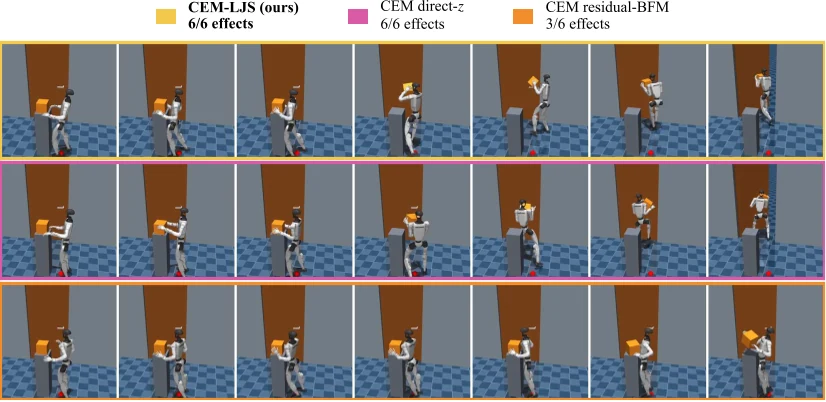 CEM-LJS (ours)
6/6 effects
CEM direct-z
6/6 effects
CEM residual-BFM
3/6 effects